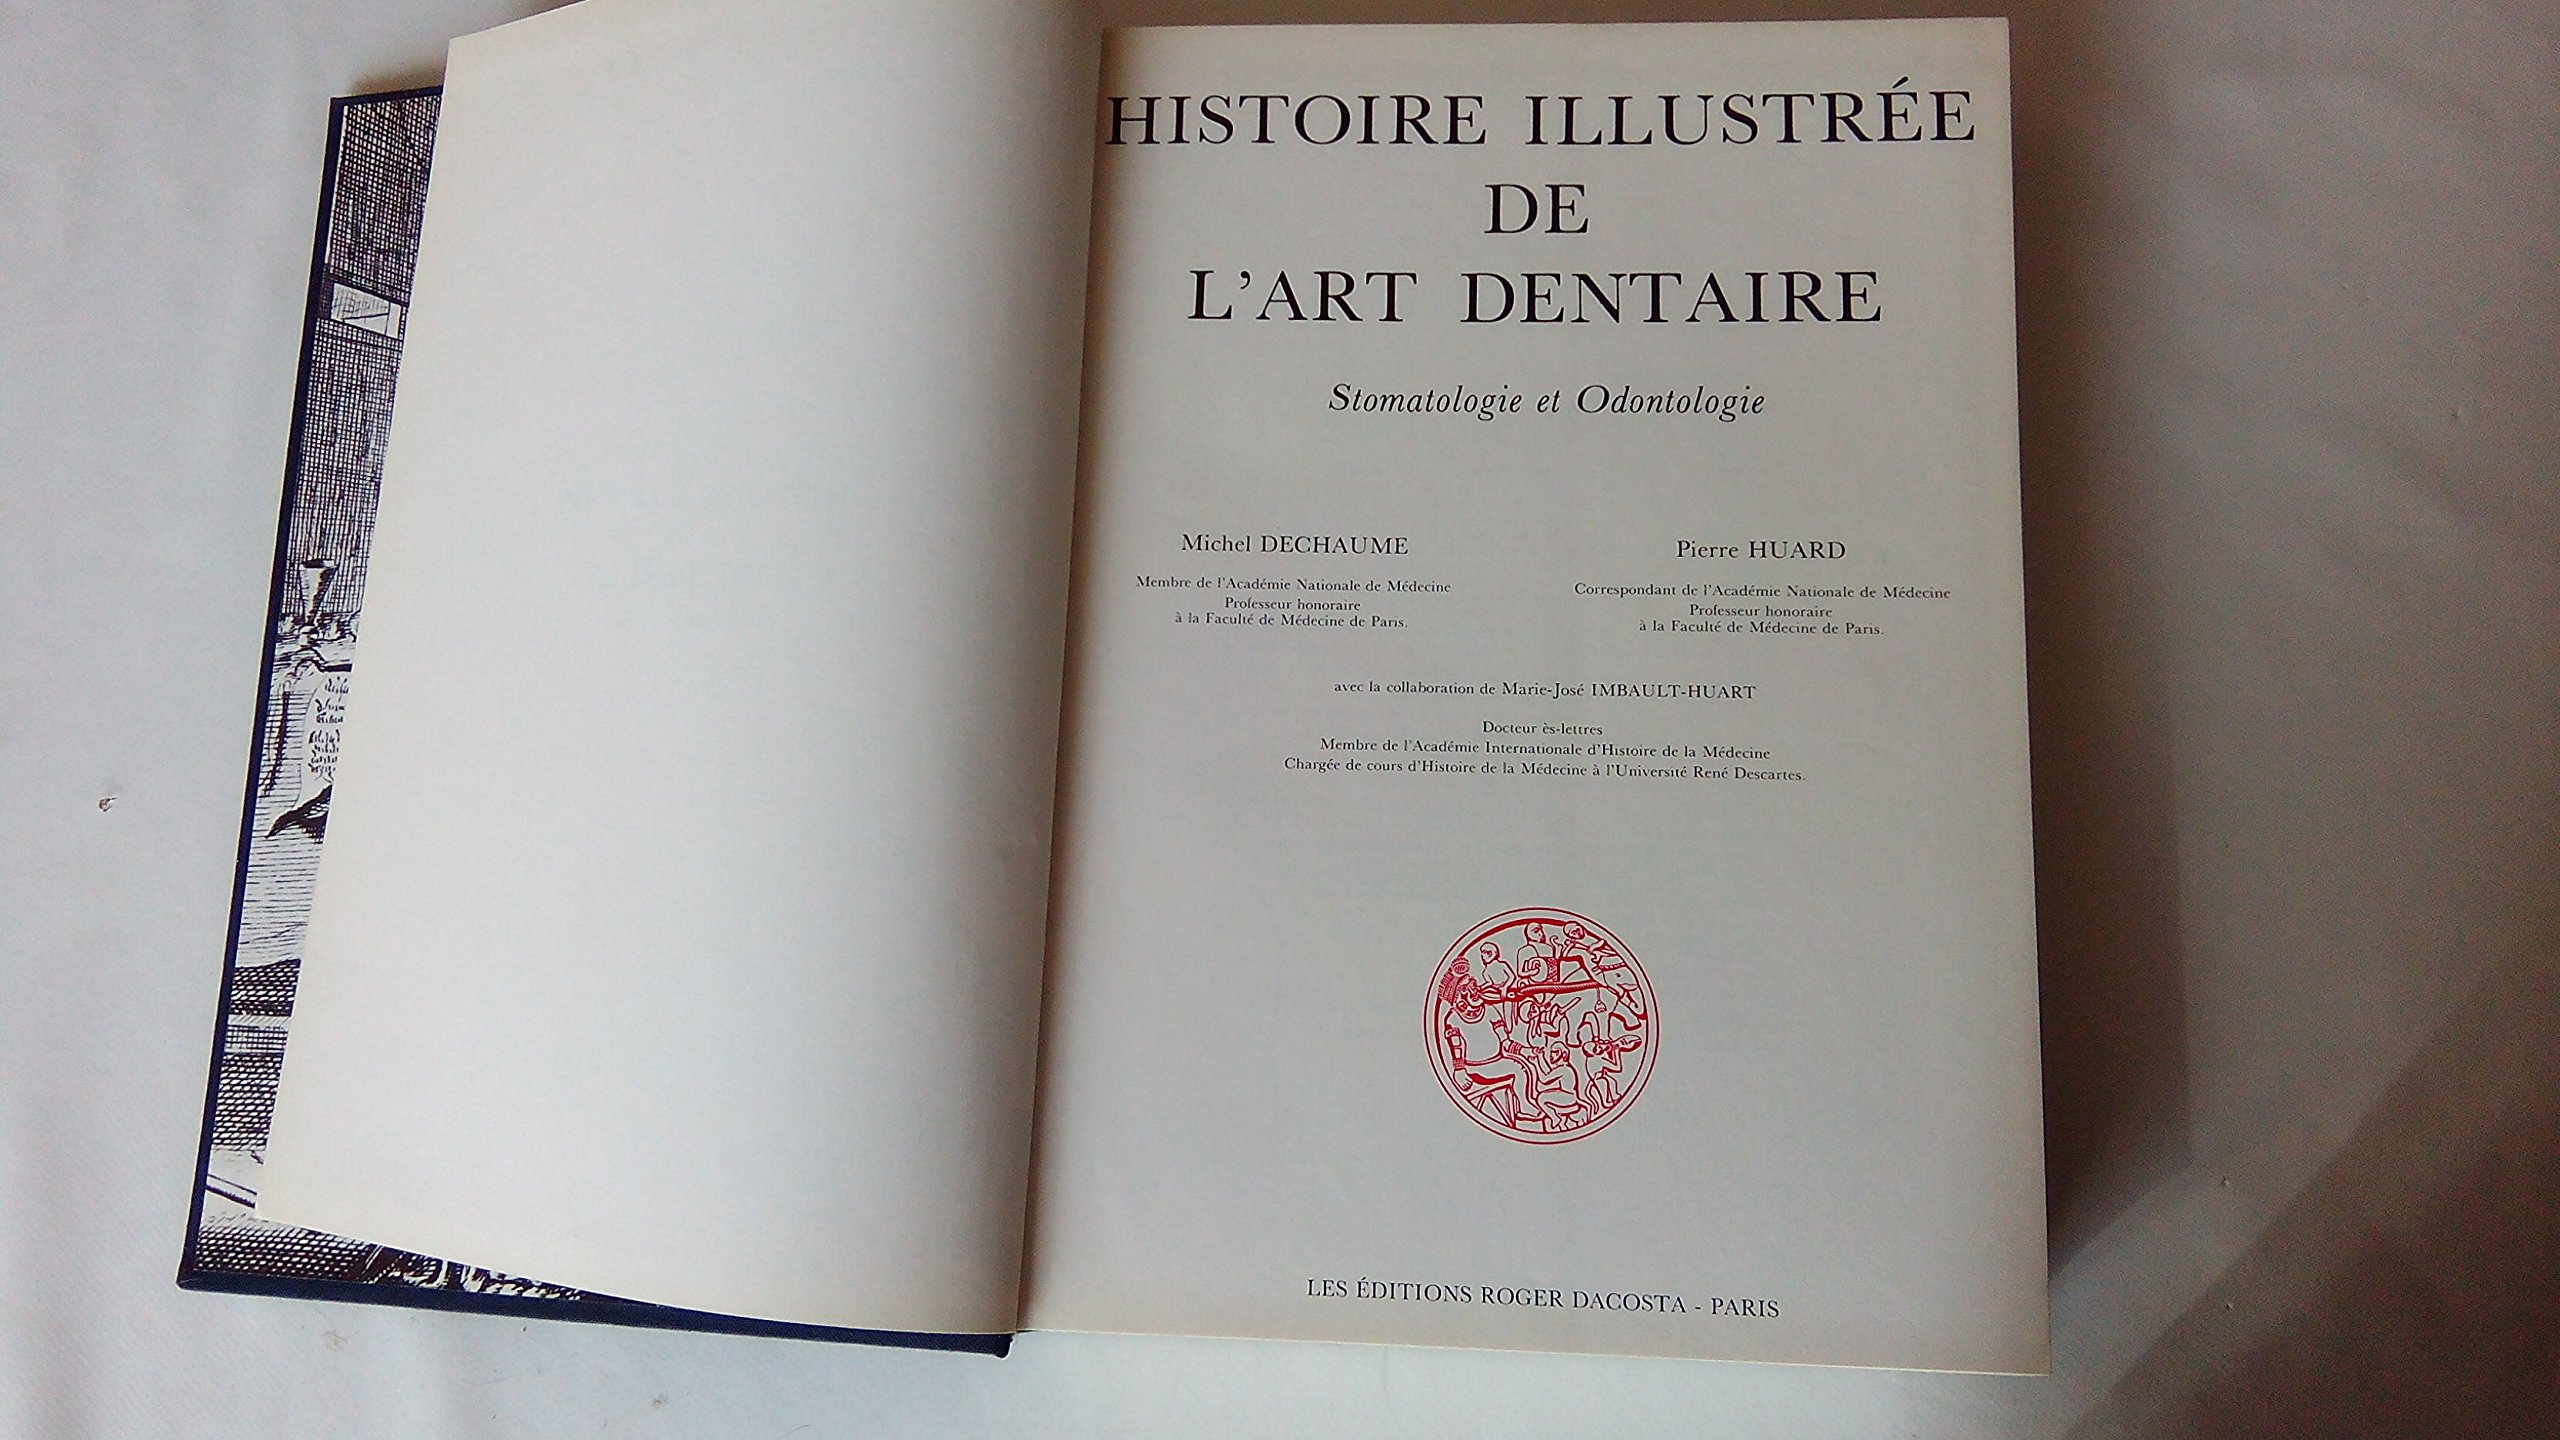 HISTOIRE ILLUSTRÉE
DE
L'ART DENTAIRE
Stomatologie et Odontologie
Michel DECHAUME
Membre de l'Académie Nationale de Médecine
Professeur honoraire
à la Faculté de Médecine de Paris.
Pierre HUARD
Correspondant de l'Académie Nationale de Médecine
Professeur honoraire
à la Faculté de Médecine de Paris.
avec la collaboration de Marie-José IMBAULT-HUART
Docteur ès-lettres
Membre de l'Académie Internationale d'Histoire de la Médecine
Chargée de cours d'Histoire de la Médecine à l'Université René Descartes.
LES ÉDITIONS ROGER DACOSTA - PARIS